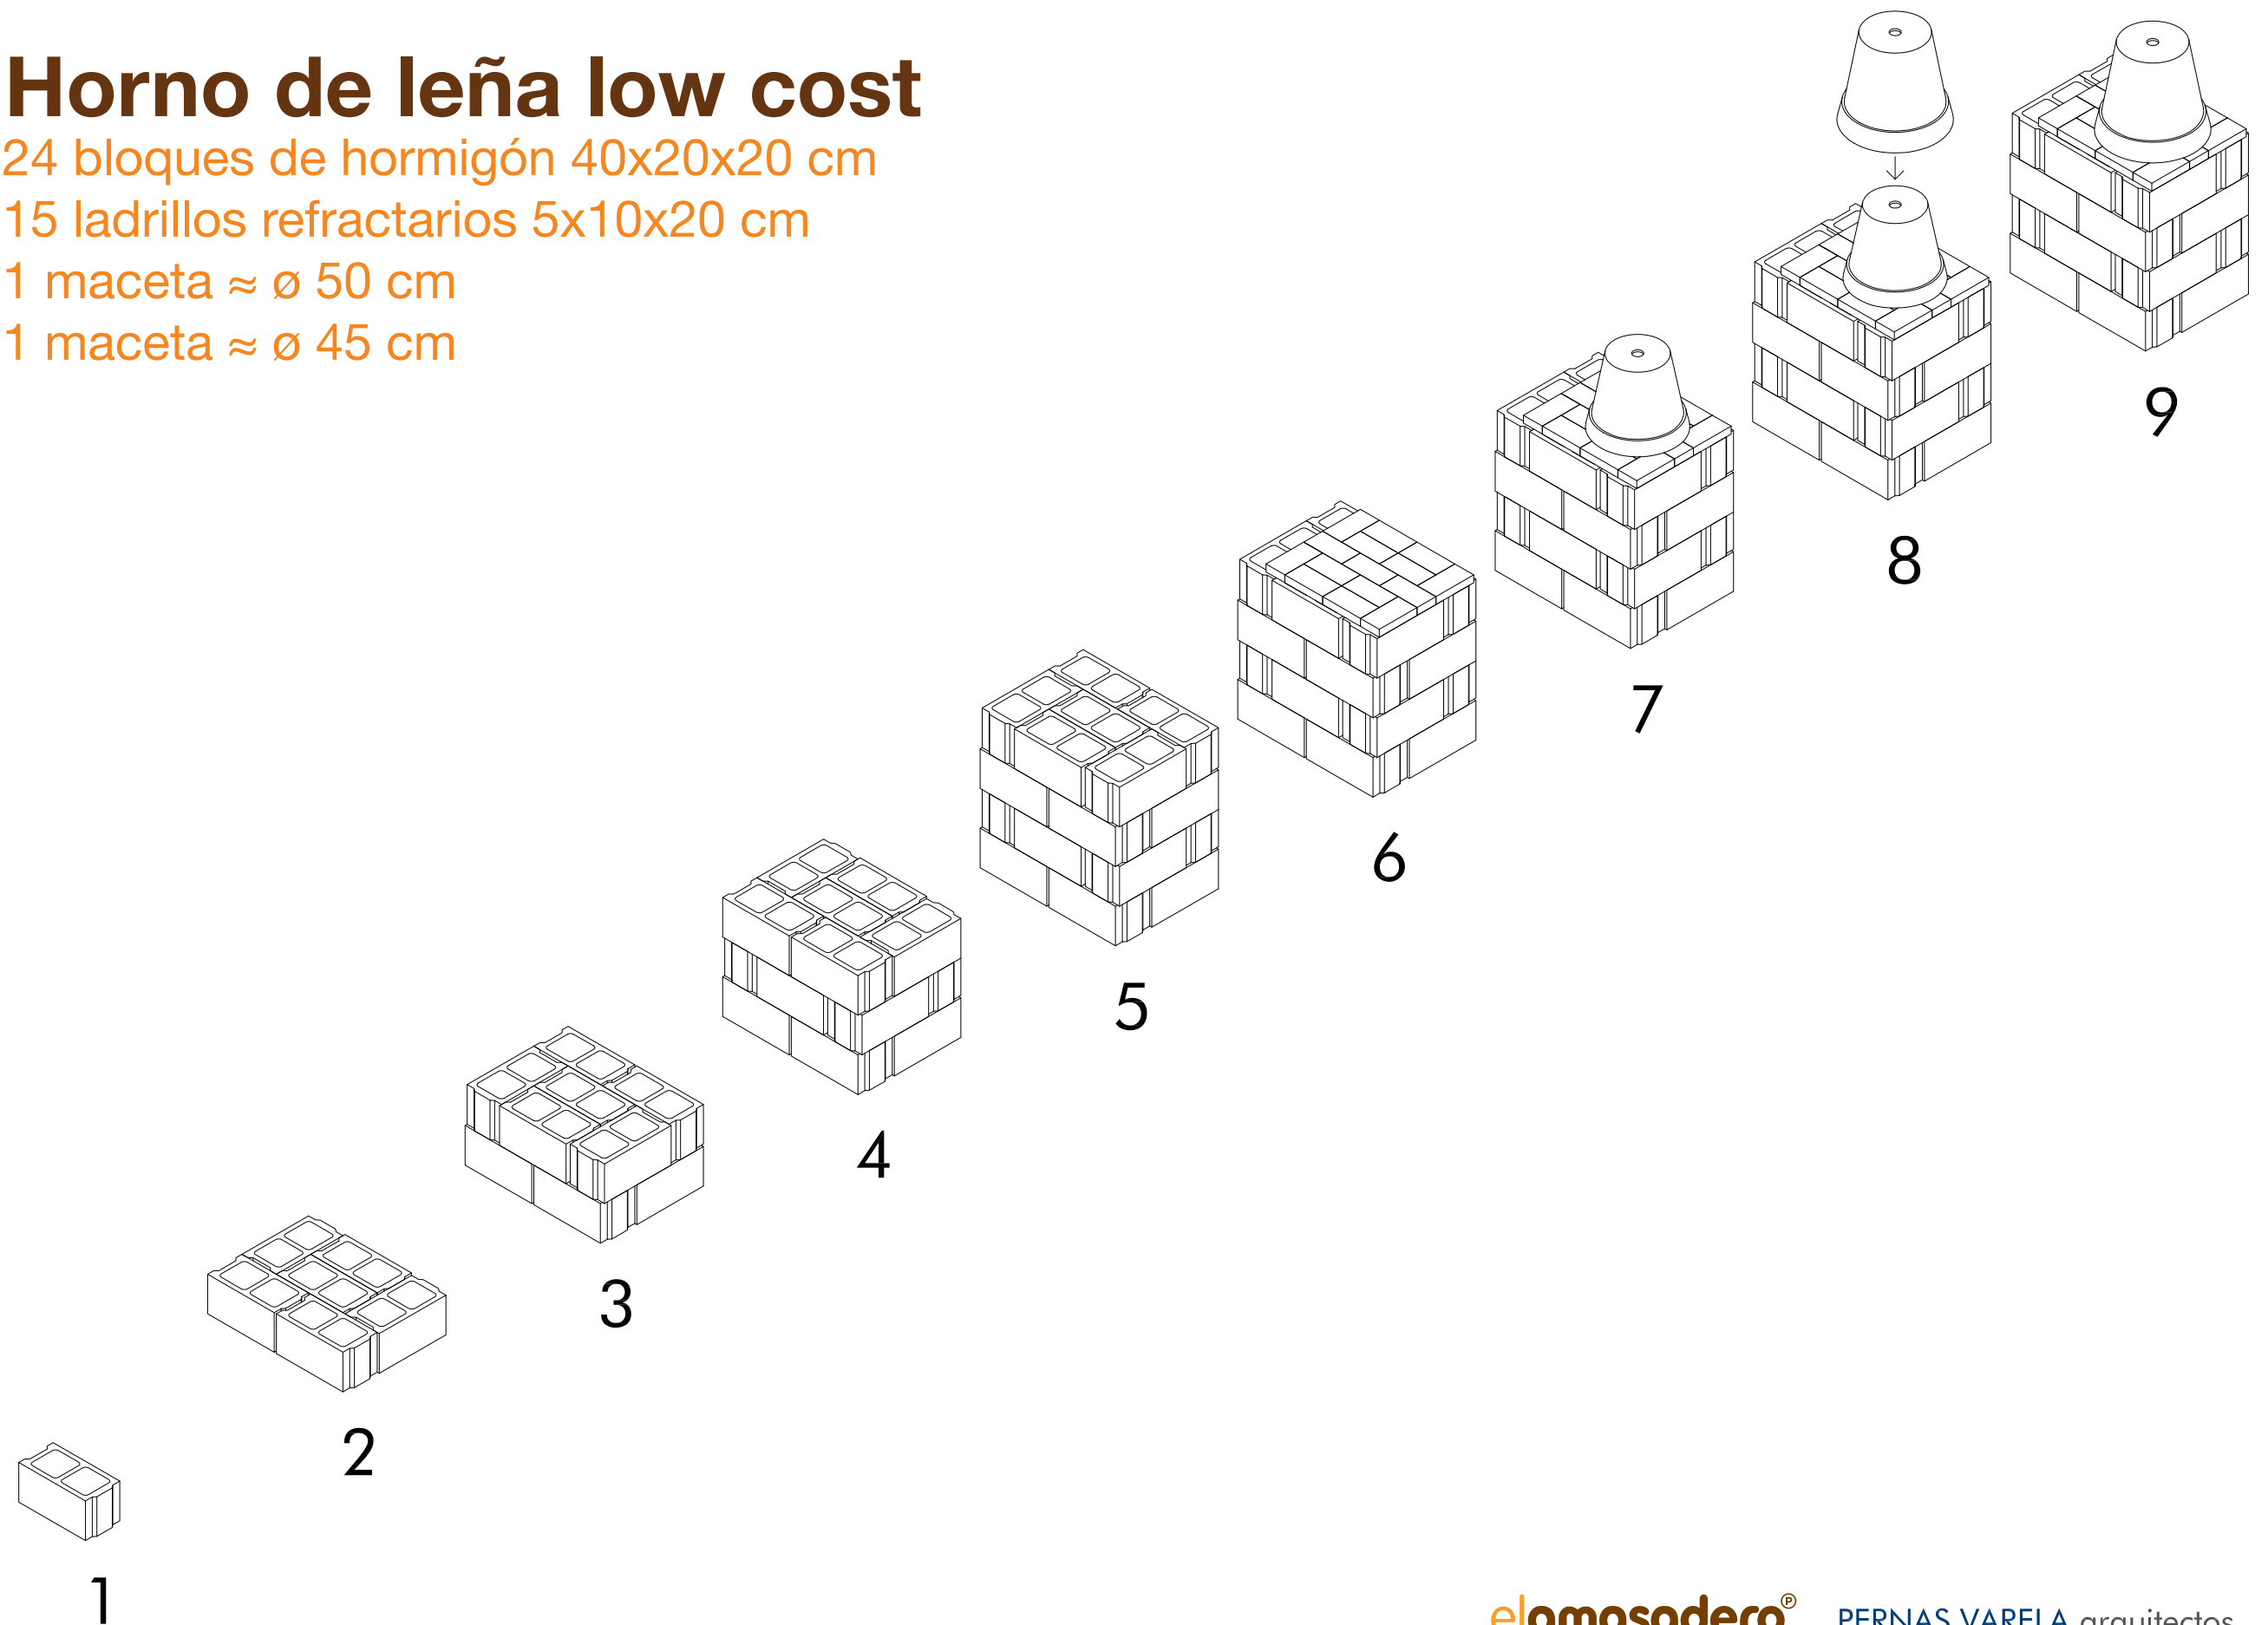 Horno de leña low cost
24 bloques de hormigón 40x20x20 cm
15 ladrillos refractarios 5x10x20 cm
1 maceta ≈ ø 50 cm
1 maceta ≈ ø 45 cm
9
8
7
6
5
4
3
2
1
elamasadero® PERNAS VARELA arquitectos